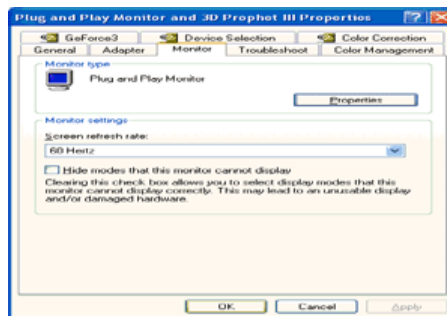 Plug and Play Monitor and 3D Prophet III Properties
GeForce3 Device Selection Color Correction
General Adapter Monitor Troubleshoot Color Management
Monitor type
Plug and Play Monitor
Properties
Monitor settings
Screen refresh rate:
60 Hertz
Hide modes that this monitor cannot display
Clearing this check box allows you to select display modes that this
monitor cannot display correctly. This may lead to an unusable display
and/or damaged hardware.
OK Cancel Apply